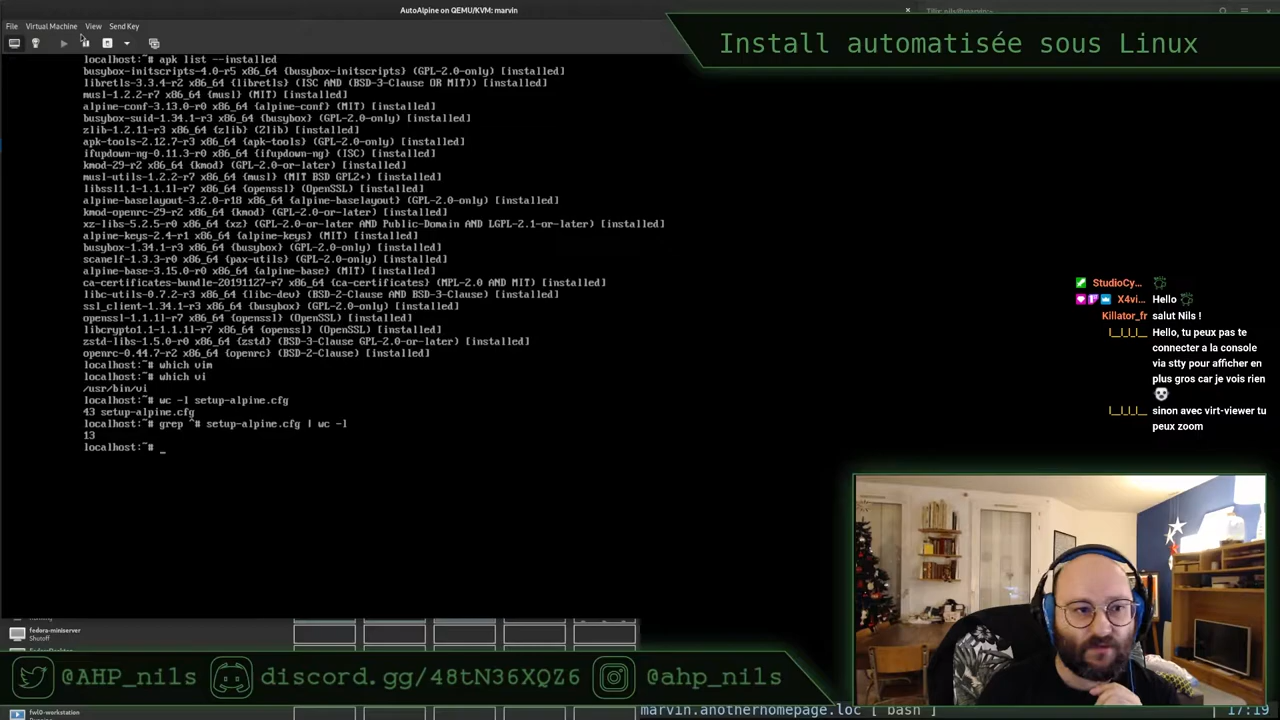 AutoAlpine on QEMU/KVM: marvin
File Virtual Machine View Send Key
Install automatisée sous Linux
localhost:~# apk list --installed
busybox-initscripts-4.0-r5 x86_64 {busybox-initscripts} (GPL-2.0-only) [installed]
libretls-3.3.4-r2 x86_64 {libretls} (ISC AND (BSD-3-Clause OR MIT)) [installed]
musl-1.2.2-r7 x86_64 {musl} (MIT) [installed]
alpine-conf-3.13.0-r0 x86_64 {alpine-conf} (MIT) [installed]
busybox-suid-1.34.1-r3 x86_64 {busybox} (GPL-2.0-only) [installed]
zlib-1.2.11-r3 x86_64 {zlib} (Zlib) [installed]
apk-tools-2.12.7-r3 x86_64 {apk-tools} (GPL-2.0-only) [installed]
ifupdown-ng-0.11.3-r0 x86_64 {ifupdown-ng} (ISC) [installed]
kmod-29-r2 x86_64 {kmod} (GPL-2.0-or-later) [installed]
musl-utils-1.2.2-r7 x86_64 {musl} (MIT BSD GPL2+) [installed]
libssl1.1-1.1.1l-r7 x86_64 {openssl} (OpenSSL) [installed]
alpine-baselayout-3.2.0-r18 x86_64 {alpine-baselayout} (GPL-2.0-only) [installed]
kmod-openrc-29-r2 x86_64 {kmod} (GPL-2.0-or-later) [installed]
xz-libs-5.2.5-r0 x86_64 {xz} (GPL-2.0-or-later AND Public-Domain AND LGPL-2.1-or-later) [installed]
alpine-keys-2.4-r1 x86_64 {alpine-keys} (MIT) [installed]
busybox-1.34.1-r3 x86_64 {busybox} (GPL-2.0-only) [installed]
scanelf-1.3.3-r0 x86_64 {pax-utils} (GPL-2.0-only) [installed]
alpine-base-3.15.0-r0 x86_64 {alpine-base} (MIT) [installed]
ca-certificates-bundle-20191127-r7 x86_64 {ca-certificates} (MPL-2.0 AND MIT) [installed]
libc-utils-0.7.2-r3 x86_64 {libc-dev} (BSD-2-Clause AND BSD-3-Clause) [installed]
ssl_client-1.34.1-r3 x86_64 {busybox} (GPL-2.0-only) [installed]
openssl-1.1.1l-r7 x86_64 {openssl} (OpenSSL) [installed]
libcrypto1.1-1.1.1l-r7 x86_64 {openssl} (OpenSSL) [installed]
zstd-libs-1.5.0-r0 x86_64 {zstd} (BSD-3-Clause GPL-2.0-or-later) [installed]
openrc-0.44.7-r2 x86_64 {openrc} (BSD-2-Clause) [installed]
localhost:~# which vim
localhost:~# which vi
/usr/bin/vi
localhost:~# wc -l setup-alpine.cfg
43 setup-alpine.cfg
localhost:~# grep ^# setup-alpine.cfg | wc -l
13
localhost:~# _
StudioCy...
X4vi... Hello
Killator_fr salut Nils !
l__l__l__ Hello, tu peux pas te
connecter a la console
via stty pour afficher en
plus gros car je vois rien
l__l__l__ sinon avec virt-viewer tu
peux zoom
fedora-miniserver
Shutoff
@AHP_nils discord.gg/48tN36XQZ6 @ahp_nils
fwl0-workstation
marvin.anotherhomepage.loc [ bash ] | 17:19